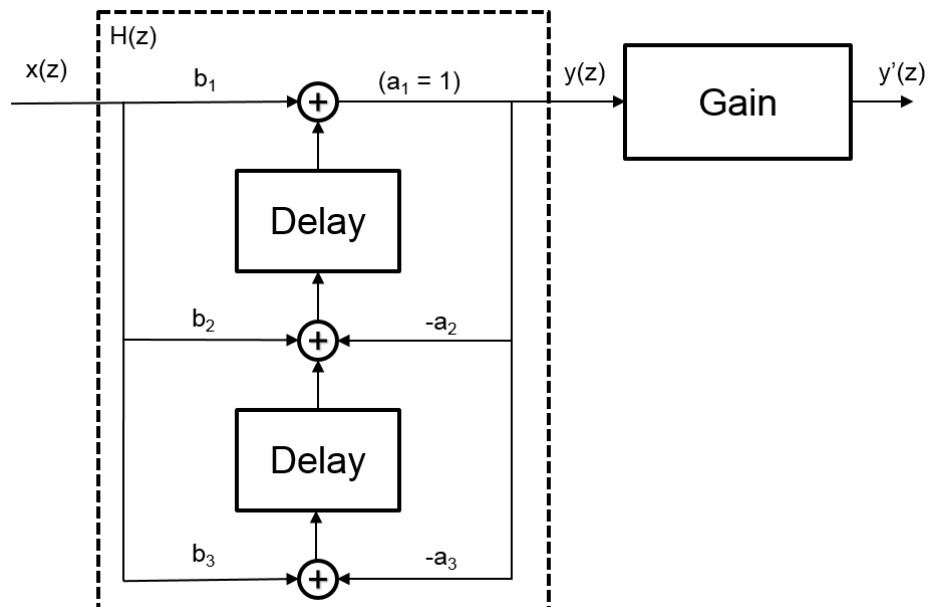 H(z)
x(z)
b₁
(a₁ = 1)
y(z)
Gain
y’(z)
+
Delay
b₂
+
-a₂
Delay
b₃
+
-a₃